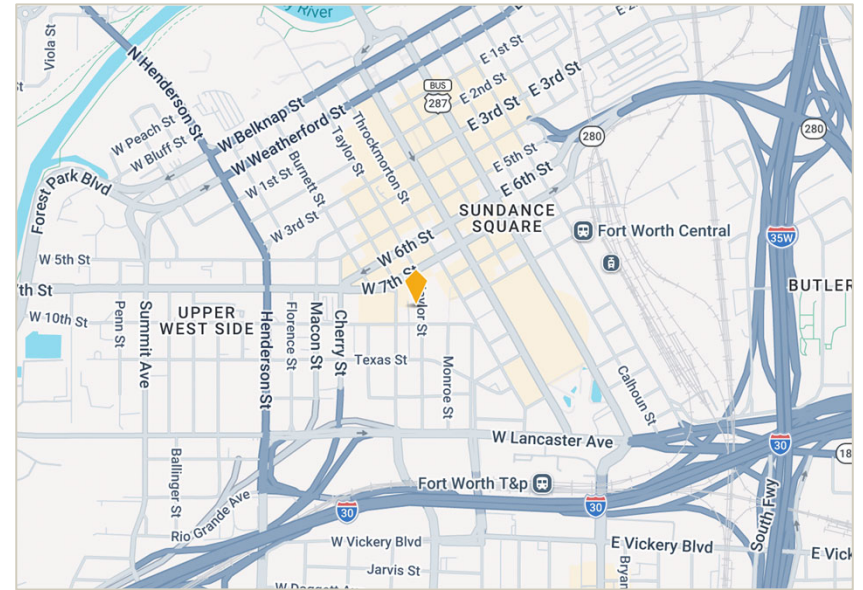 y River
Viola St
N Henderson St
E 1st St
E 2nd St
E 3rd St
E 3rd St
BUS
287
W Belknap St
W Peach St
W Bluff St
W Weatherford St
Throckmorton St
Taylor St
Burnett St
W 1st St
W 3rd St
E 5th St
E 6th St
280
280
Forest Park Blvd
SUNDANCE
SQUARE
Fort Worth Central
35W
W 6th St
W 5th St
W 7th St
7th St
BUTLER
UPPER
WEST SIDE
W 10th St
Penn St
Summit Ave
Henderson St
Florence St
Macon St
Cherry St
Texas St
Monroe St
Calhoun St
W Lancaster Ave
30
18
Ballinger St
Fort Worth T&p
30
30
Rio Grande Ave
W Vickery Blvd
E Vickery Blvd
E Vick
South Fwy
Jarvis St
Bryan